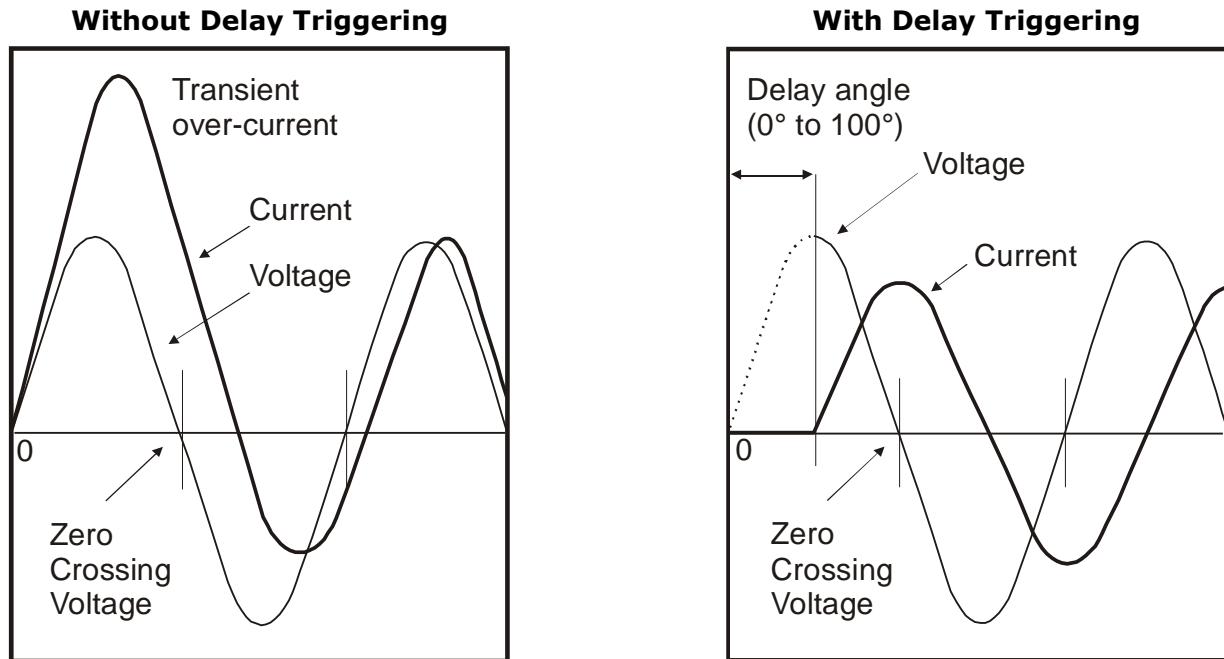 Without Delay Triggering
Transient
over-current
Current
Voltage
0
Zero
Crossing
Voltage
With Delay Triggering
Delay angle
(0° to 100°)
Voltage
Current
0
Zero
Crossing
Voltage